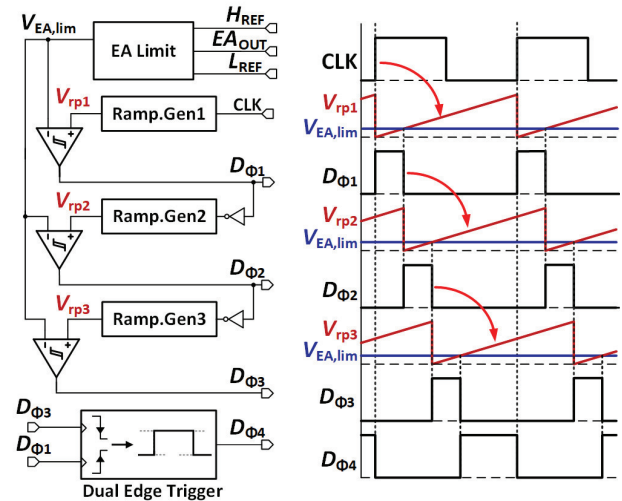 V_EA,lim
EA Limit
H_REF
EA_OUT
L_REF
V_rp1
Ramp.Gen1
CLK
D_Φ1
V_rp2
Ramp.Gen2
D_Φ2
V_rp3
Ramp.Gen3
D_Φ3
D_Φ3
D_Φ1
D_Φ4
Dual Edge Trigger
CLK
V_rp1
V_EA,lim
D_Φ1
V_rp2
V_EA,lim
D_Φ2
V_rp3
V_EA,lim
D_Φ3
D_Φ4